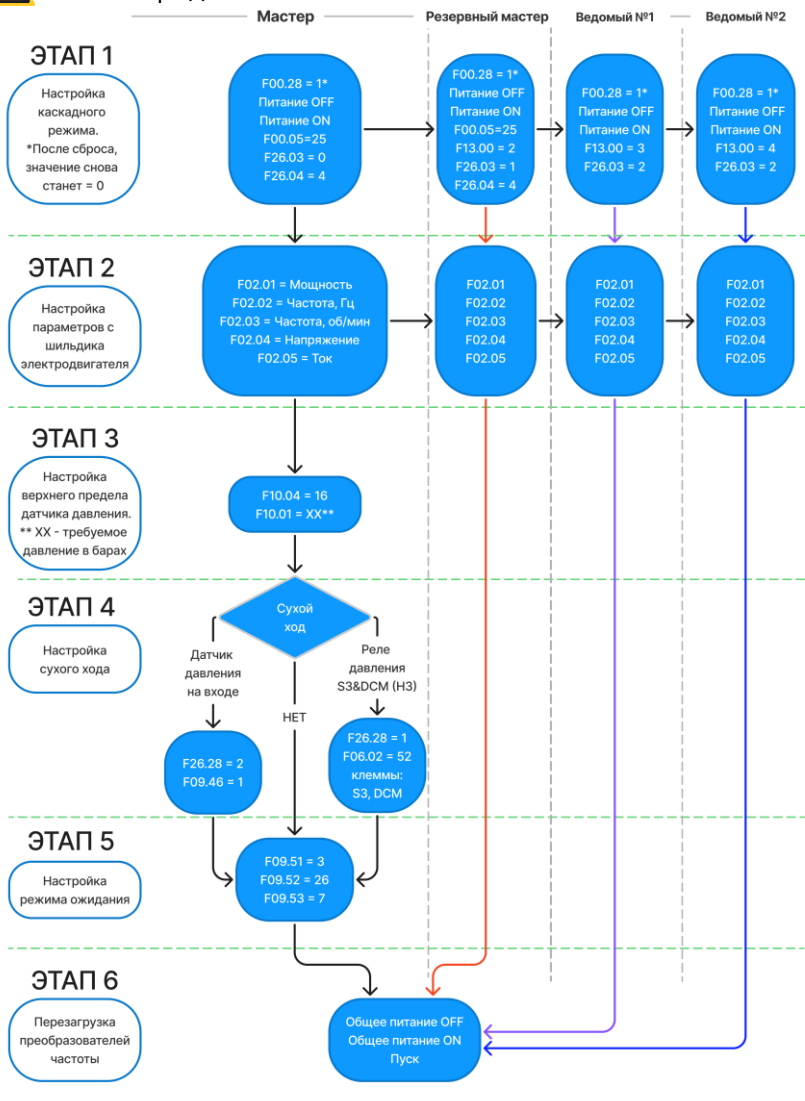 Мастер
Резервный мастер
Ведомый №1
Ведомый №2
ЭТАП 1
Настройка
каскадного
режима.
*После сброса,
значение снова
станет = 0
F00.28 = 1*
Питание OFF
Питание ON
F00.05=25
F26.03 = 0
F26.04 = 4
F00.28 = 1*
Питание OFF
Питание ON
F00.05=25
F13.00 = 2
F26.03 = 1
F26.04 = 4
F00.28 = 1*
Питание OFF
Питание ON
F13.00 = 3
F26.03 = 2
F00.28 = 1*
Питание OFF
Питание ON
F13.00 = 4
F26.03 = 2
ЭТАП 2
Настройка
параметров с
шильдика
электродвигателя
F02.01 = Мощность
F02.02 = Частота, Гц
F02.03 = Частота, об/мин
F02.04 = Напряжение
F02.05 = Ток
F02.01
F02.02
F02.03
F02.04
F02.05
F02.01
F02.02
F02.03
F02.04
F02.05
F02.01
F02.02
F02.03
F02.04
F02.05
ЭТАП 3
Настройка
верхнего предела
датчика давления.
** XX - требуемое
давление в барах
F10.04 = 16
F10.01 = XX**
ЭТАП 4
Настройка
сухого хода
Сухой
ход
Датчик
давления
на входе
НЕТ
Реле
давления
S3&DCM (НЗ)
F26.28 = 2
F09.46 = 1
F26.28 = 1
F06.02 = 52
клеммы:
S3, DCM
ЭТАП 5
Настройка
режима ожидания
F09.51 = 3
F09.52 = 26
F09.53 = 7
ЭТАП 6
Перезагрузка
преобразователей
частоты
Общее питание OFF
Общее питание ON
Пуск